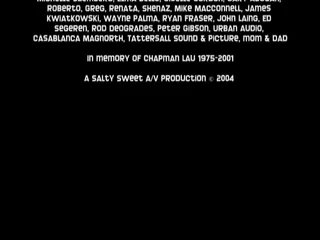 ROBERTO, GREG, RENATA, SHENAZ, MIKE MACCONNELL, JAMES
KWIATKOWSKI, WAYNE PALMA, RYAN FRASER, JOHN LAING, ED
SEGEREN, ROD DEOGRADES, PETER GIBSON, URBAN AUDIO,
CASABLANCA MAGNORTH, TATTERSALL SOUND & PICTURE, MOM & DAD
IN MEMORY OF CHAPMAN LAU 1975-2001
A SALTY SWEET A/V PRODUCTION © 2004